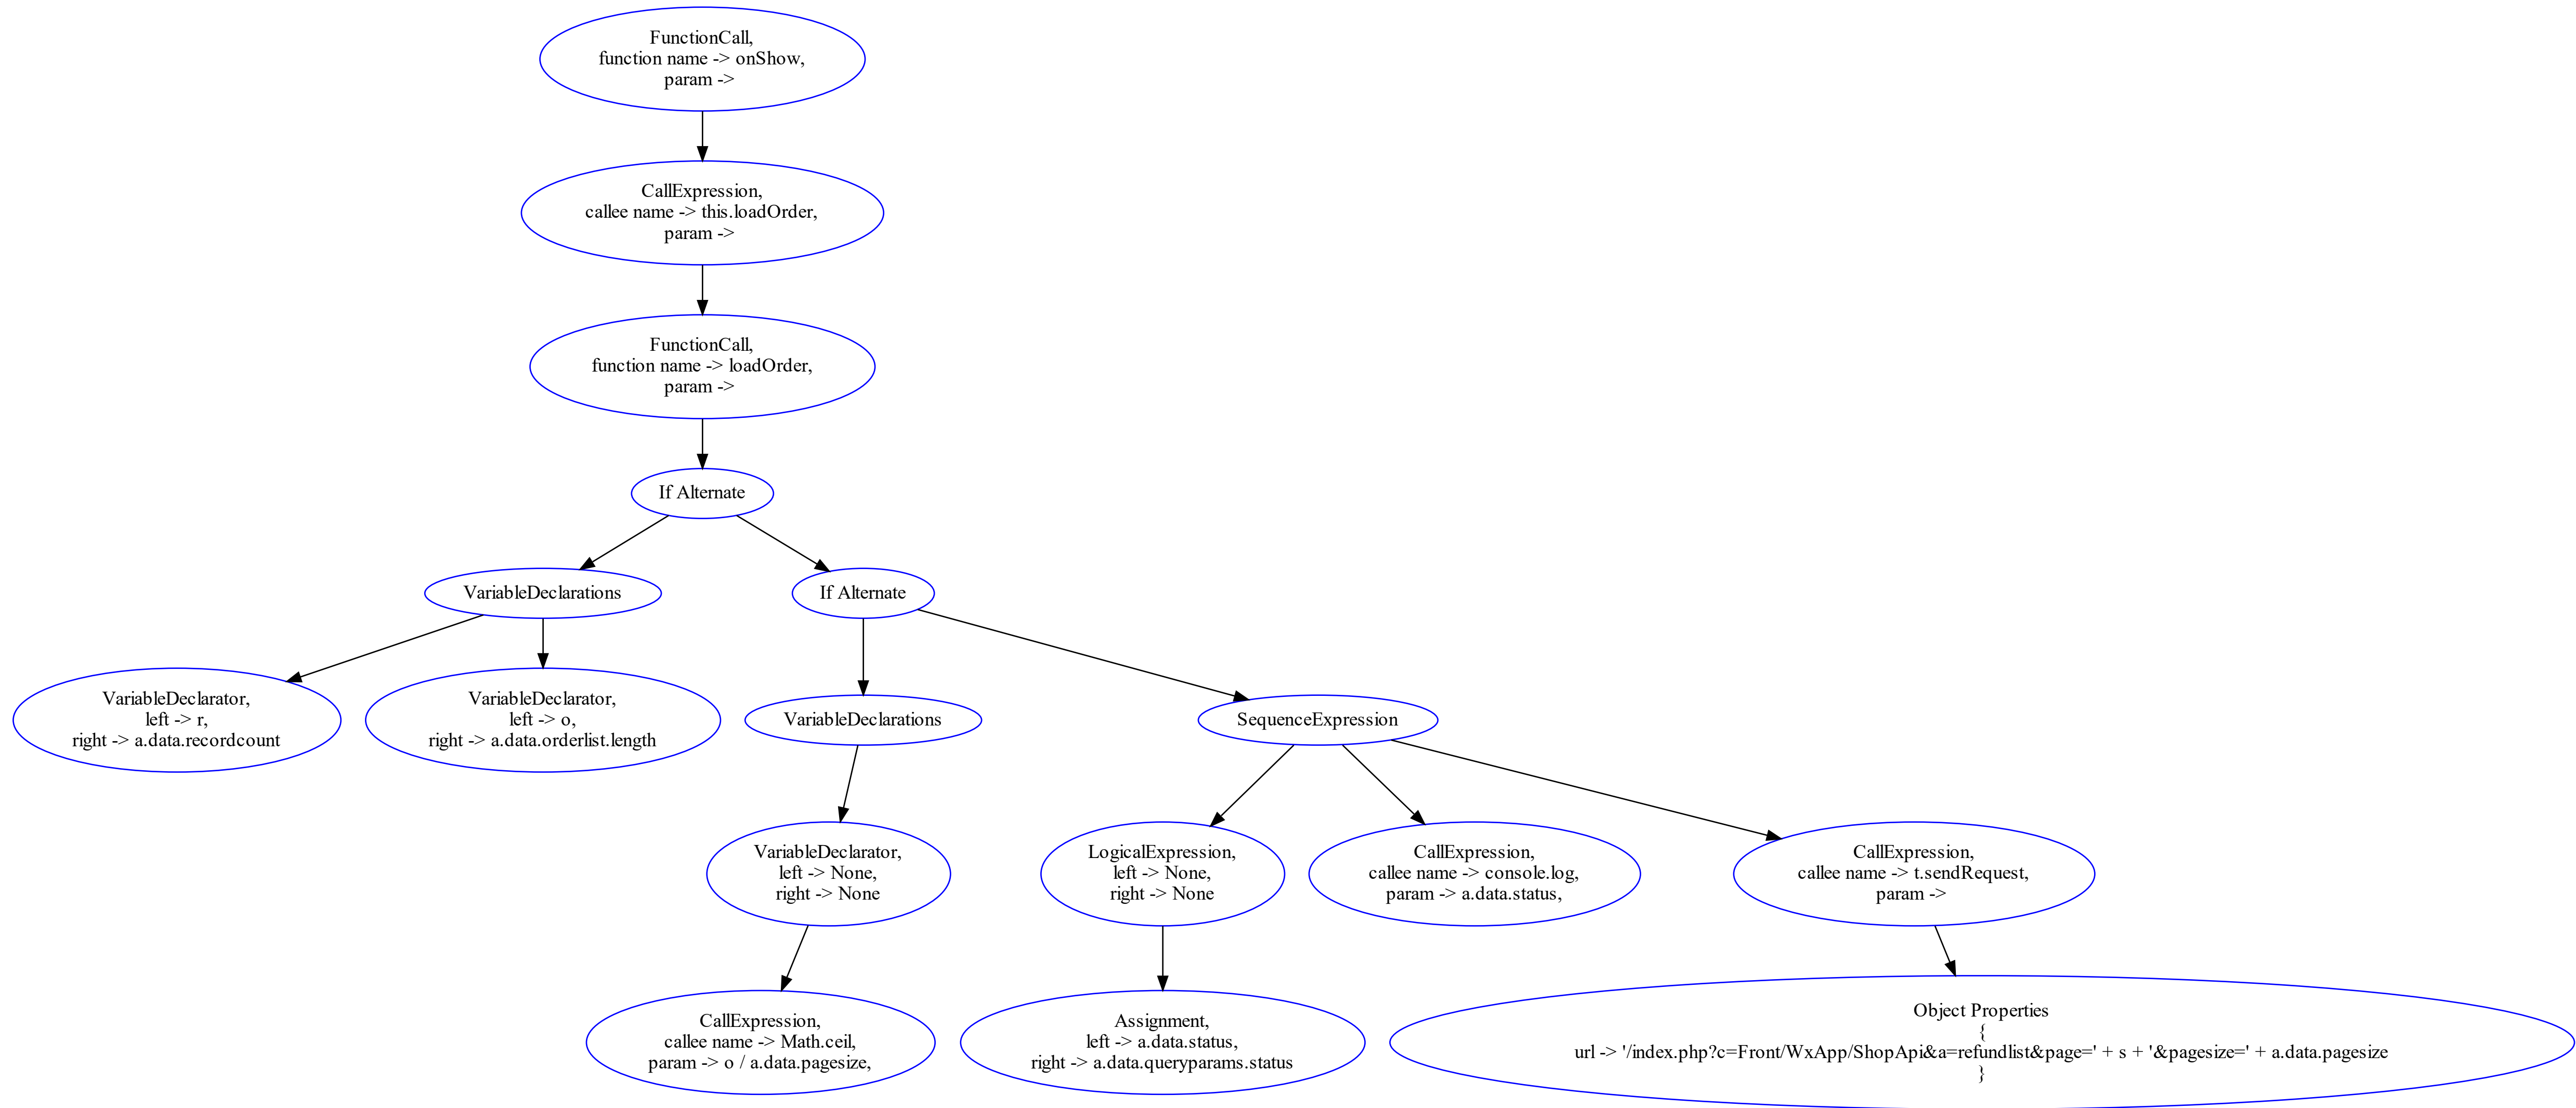 FunctionCall,
function name -> onShow,
param ->
CallExpression,
callee name -> this.loadOrder,
param ->
FunctionCall,
function name -> loadOrder,
param ->
If Alternate
VariableDeclarations
If Alternate
VariableDeclarator,
left -> r,
right -> a.data.recordcount
VariableDeclarator,
left -> o,
right -> a.data.orderlist.length
VariableDeclarations
SequenceExpression
VariableDeclarator,
left -> None,
right -> None
LogicalExpression,
left -> None,
right -> None
CallExpression,
callee name -> console.log,
param -> a.data.status,
CallExpression,
callee name -> t.sendRequest,
param ->
CallExpression,
callee name -> Math.ceil,
param -> o / a.data.pagesize,
Assignment,
left -> a.data.status,
right -> a.data.queryparams.status
Object Properties
{
url -> '/index.php?c=Front/WxApp/ShopApi&a=refundlist&page=' + s + '&pagesize=' + a.data.pagesize
}